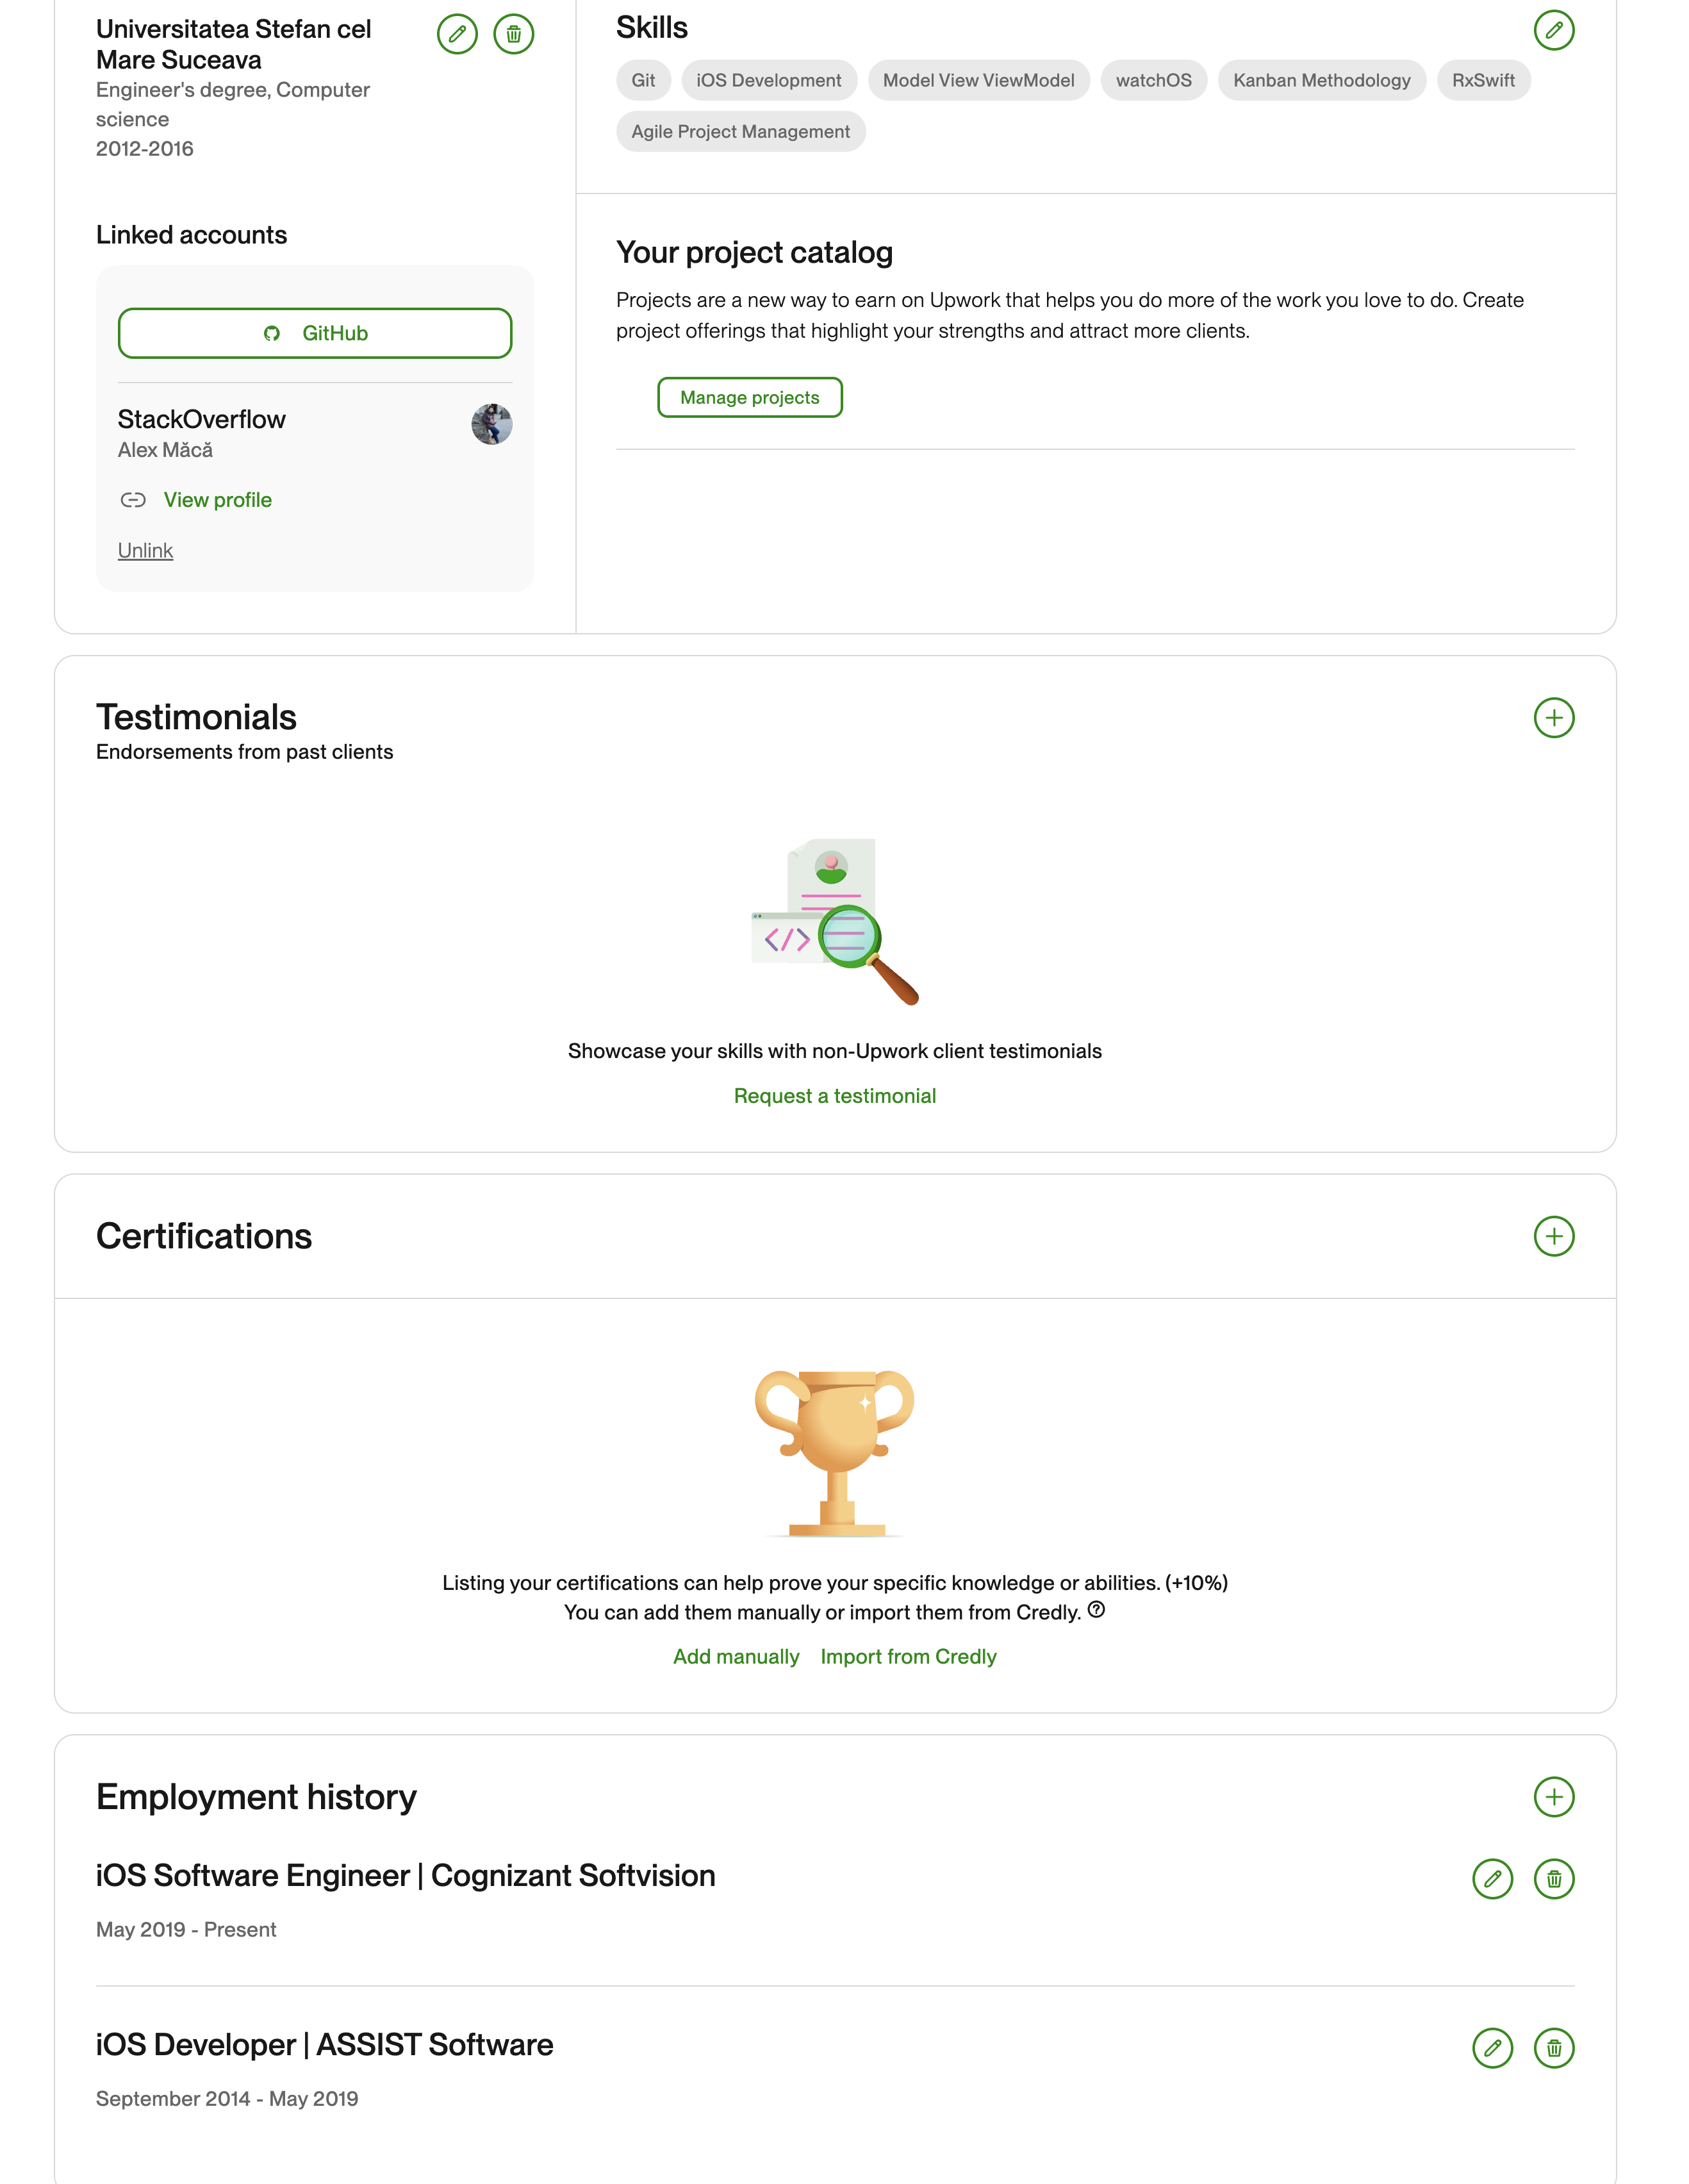 Universitatea Stefan cel
Mare Suceava
Engineer's degree, Computer
science
2012-2016
Linked accounts
GitHub
StackOverflow
Alex Măcă
View profile
Unlink
Skills
Git
iOS Development
Model View ViewModel
watchOS
Kanban Methodology
RxSwift
Agile Project Management
Your project catalog
Projects are a new way to earn on Upwork that helps you do more of the work you love to do. Create
project offerings that highlight your strengths and attract more clients.
Manage projects
Testimonials
Endorsements from past clients
</>
Showcase your skills with non-Upwork client testimonials
Request a testimonial
Certifications
Listing your certifications can help prove your specific knowledge or abilities. (+10%)
You can add them manually or import them from Credly. ?
Add manually
Import from Credly
Employment history
iOS Software Engineer | Cognizant Softvision
May 2019 - Present
iOS Developer | ASSIST Software
September 2014 - May 2019